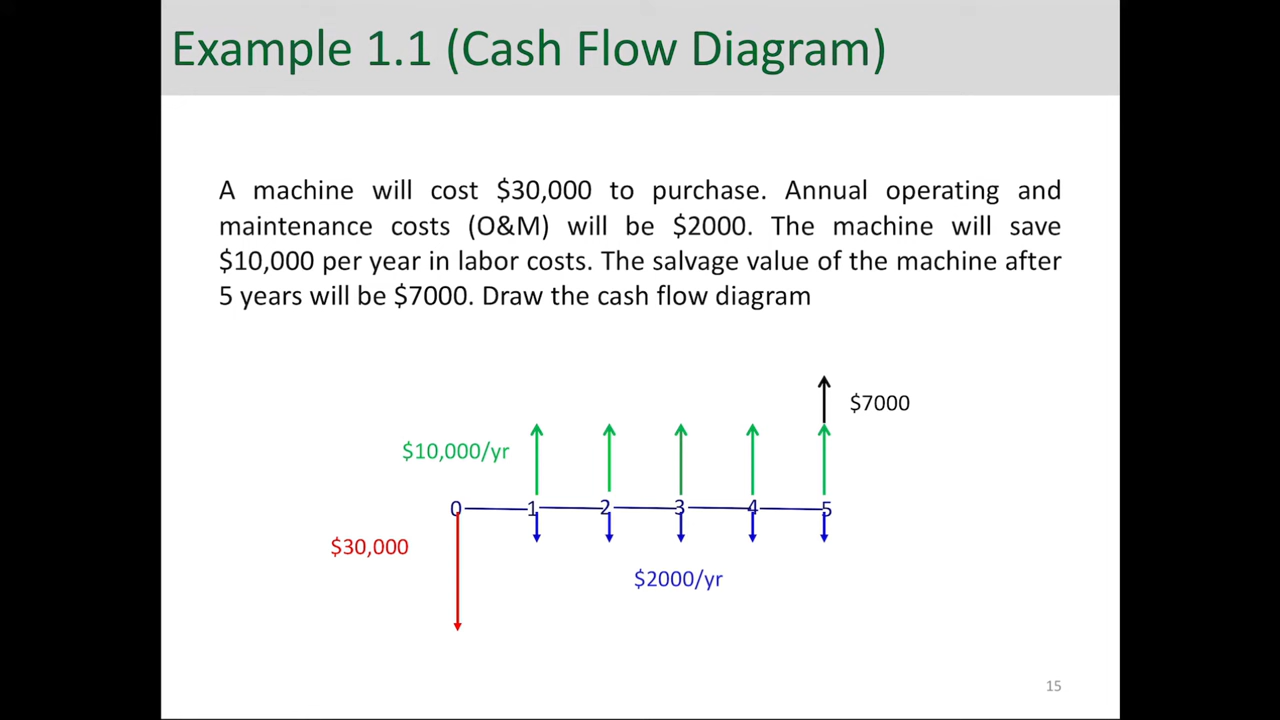 Example 1.1 (Cash Flow Diagram)
A machine will cost $30,000 to purchase. Annual operating and
maintenance costs (O&M) will be $2000. The machine will save
$10,000 per year in labor costs. The salvage value of the machine after
5 years will be $7000. Draw the cash flow diagram
$7000
$10,000/yr
0 1 2 3 4 5
$30,000
$2000/yr
15